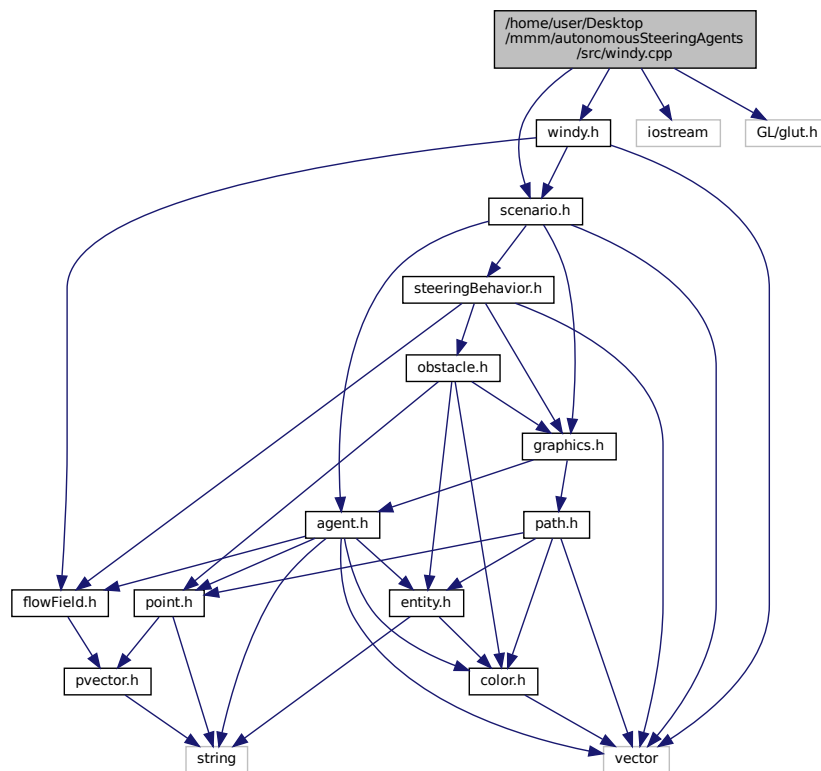 /home/user/Desktop
/mmm/autonomousSteeringAgents
/src/windy.cpp
windy.h
iostream
GL/glut.h
scenario.h
steeringBehavior.h
obstacle.h
graphics.h
agent.h
path.h
flowField.h
point.h
entity.h
pvector.h
color.h
string
vector